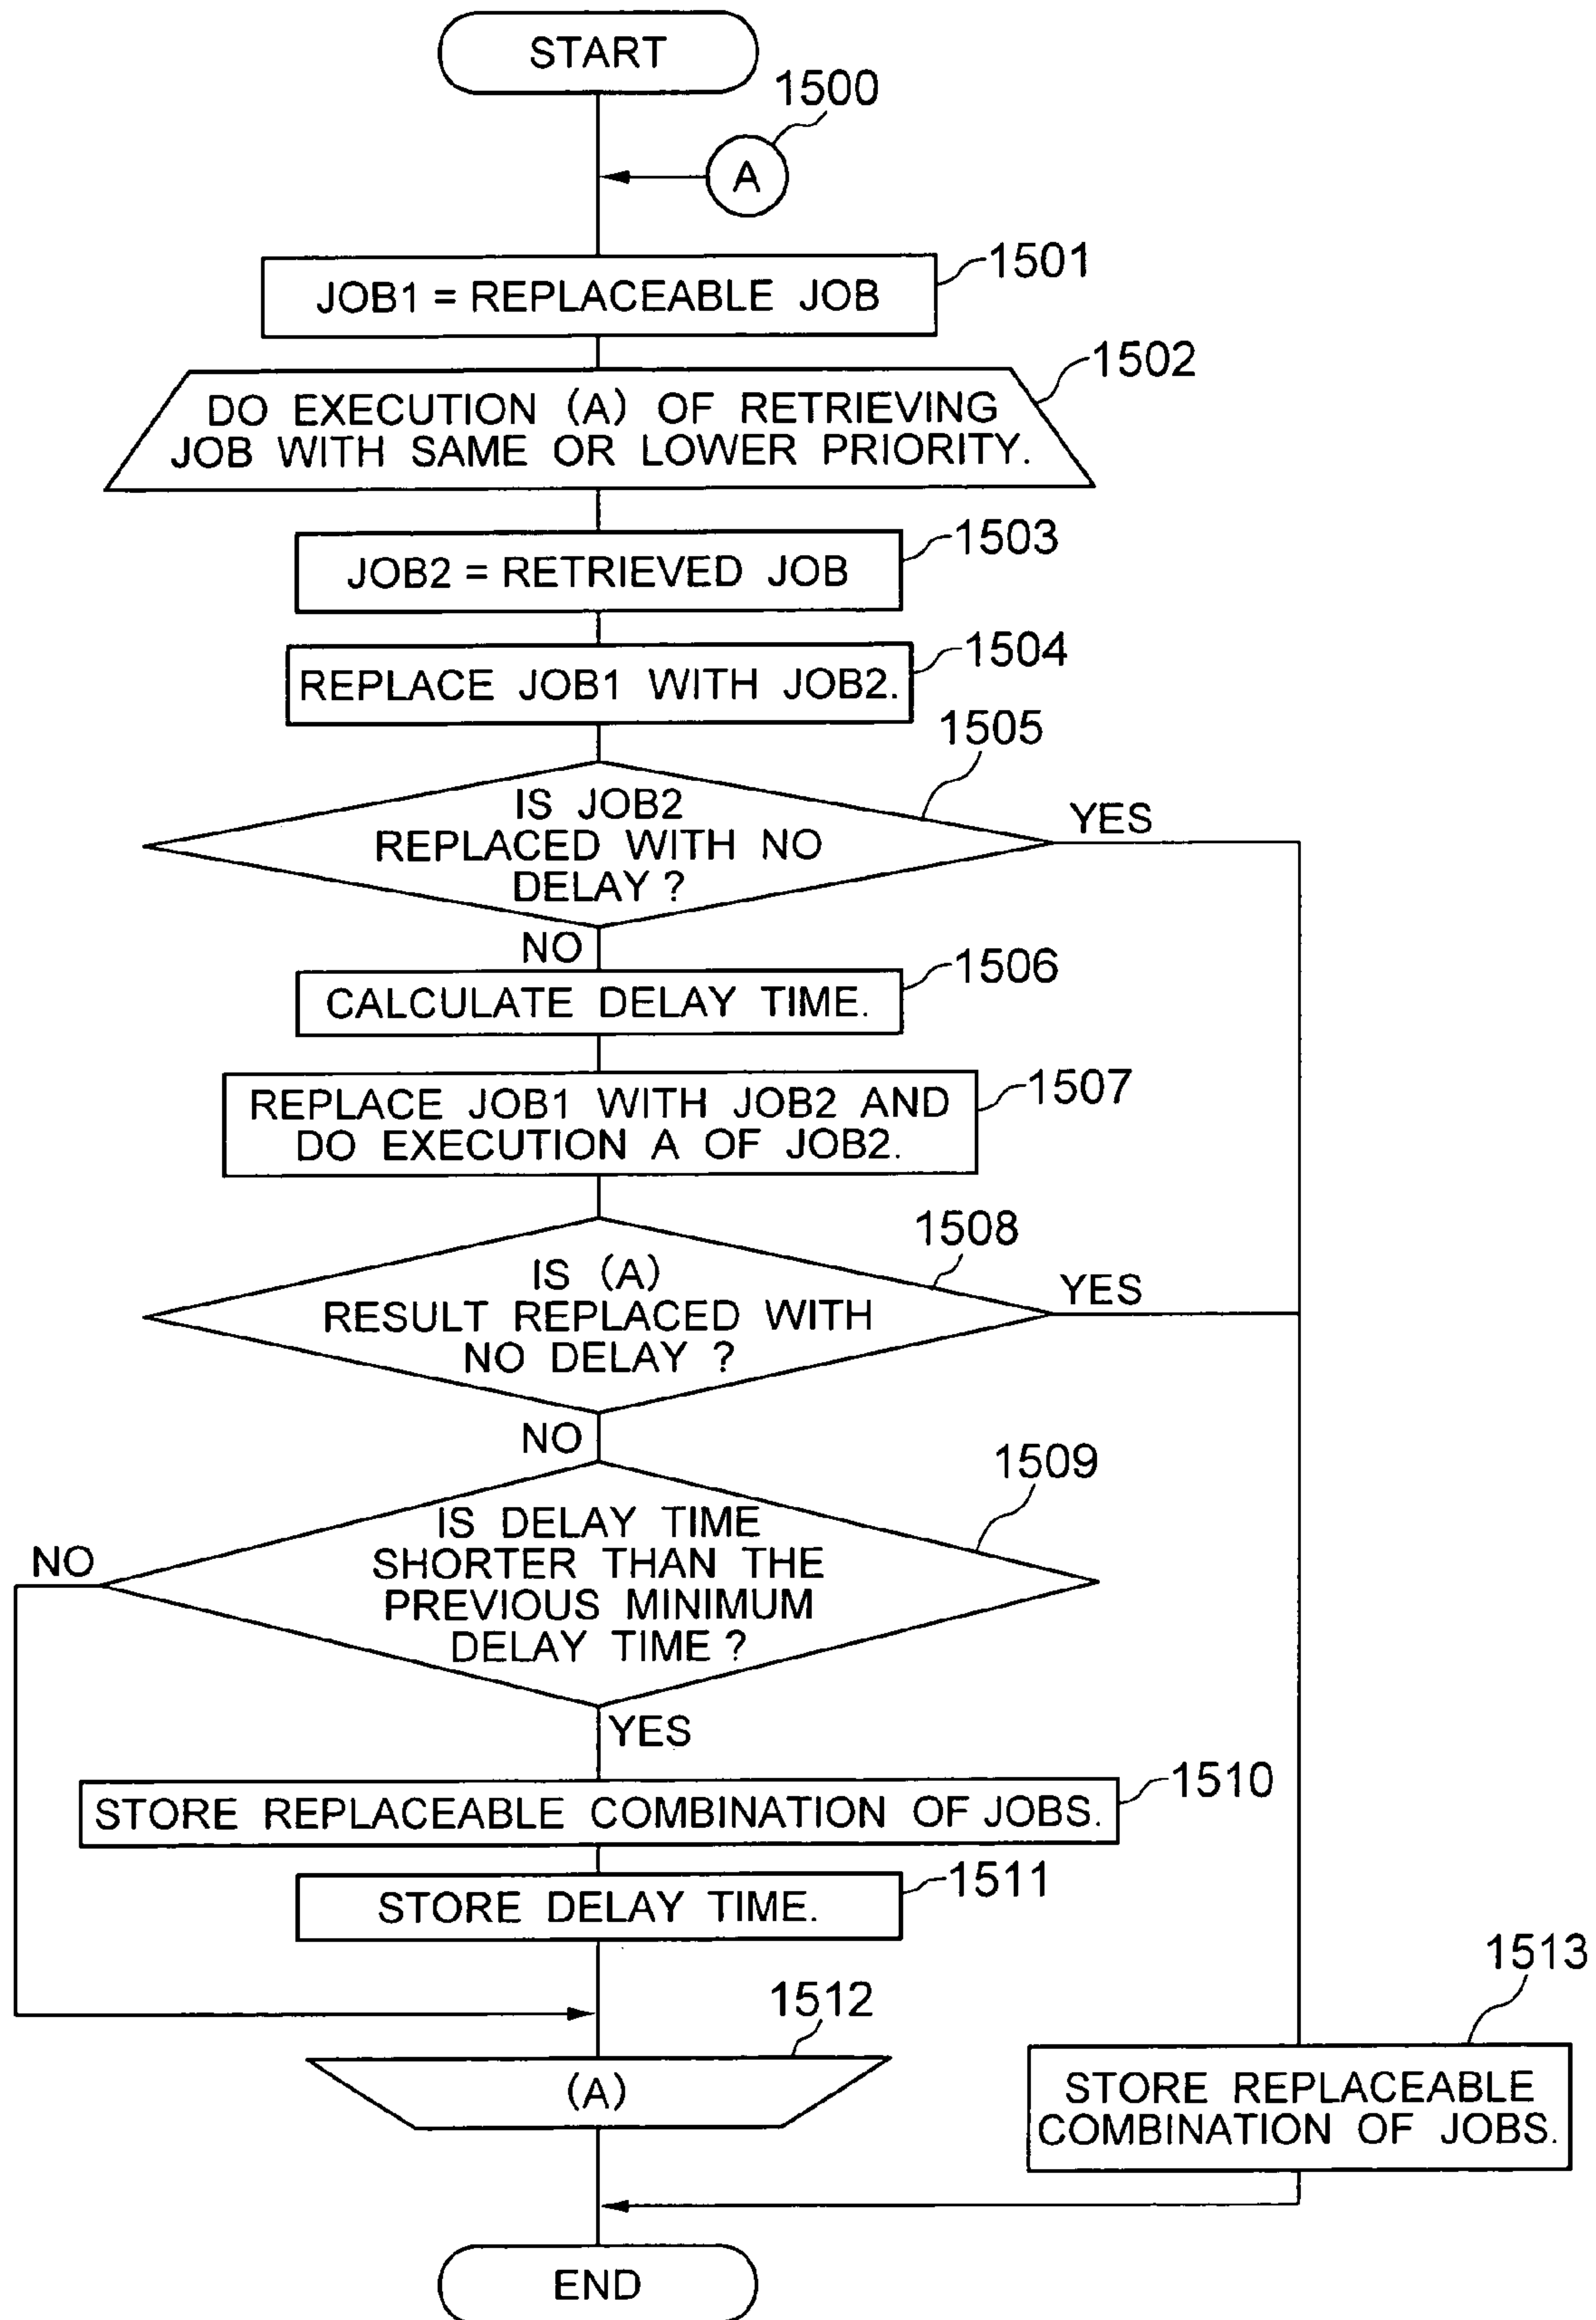 START
1500
A
1501
JOB1 = REPLACEABLE JOB
1502
DO EXECUTION (A) OF RETRIEVING
JOB WITH SAME OR LOWER PRIORITY.
1503
JOB2 = RETRIEVED JOB
1504
REPLACE JOB1 WITH JOB2.
1505
IS JOB2
REPLACED WITH NO
DELAY ?
YES
NO
1506
CALCULATE DELAY TIME.
1507
REPLACE JOB1 WITH JOB2 AND
DO EXECUTION A OF JOB2.
1508
IS (A)
RESULT REPLACED WITH
NO DELAY ?
YES
NO
1509
IS DELAY TIME
SHORTER THAN THE
PREVIOUS MINIMUM
DELAY TIME ?
NO
YES
1510
STORE REPLACEABLE COMBINATION OF JOBS.
1511
STORE DELAY TIME.
1512
(A)
1513
STORE REPLACEABLE
COMBINATION OF JOBS.
END